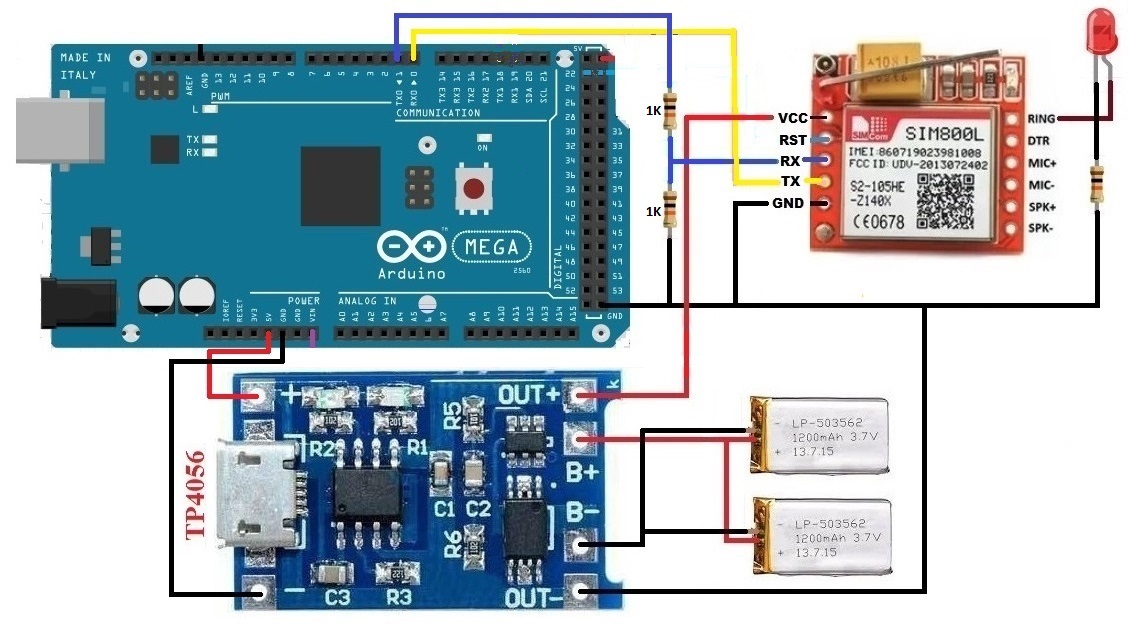 MADE IN
ITALY
AREF
GND
13
12
11
10
9
8
7
6
5
4
3
2
TX0 ◄ 1
RX0 ► 0
TX3 14
RX3 15
TX2 16
RX2 17
TX1 18
RX1 19
SDA 20
SCL 21
PWM
COMMUNICATION
L
TX
RX
ON
5V
22
24
26
28
30
32
34
36
38
40
42
44
46
48
50
52
31
33
35
37
39
41
43
45
47
49
51
53
GND
DIGITAL
Arduino
TM
MEGA
2560
POWER
ANALOG IN
IOREF
RESET
3V3
5V
GND
GND
VIN
A0
A1
A2
A3
A4
A5
6
A7
A8
A9
A10
A11
A12
A13
A14
A15
1K
1K
VCC
RST
RX
TX
GND
SIMCom
SIM800L
IMEI:860719023981008
FCC ID: UDV-2013072402
S2-105HE
-Z140X
CE0678
RING
DTR
MIC+
MIC-
SPK+
SPK-
TP4056
+
R2
R1
R5
OUT+
k
102
201
B+
C1
C2
B-
R6
-
C3
R3
221
OUT-
- LP-503562
1200mAh 3.7V
+ 13.7.15
- LP-503562
1200mAh 3.7V
+ 13.7.15